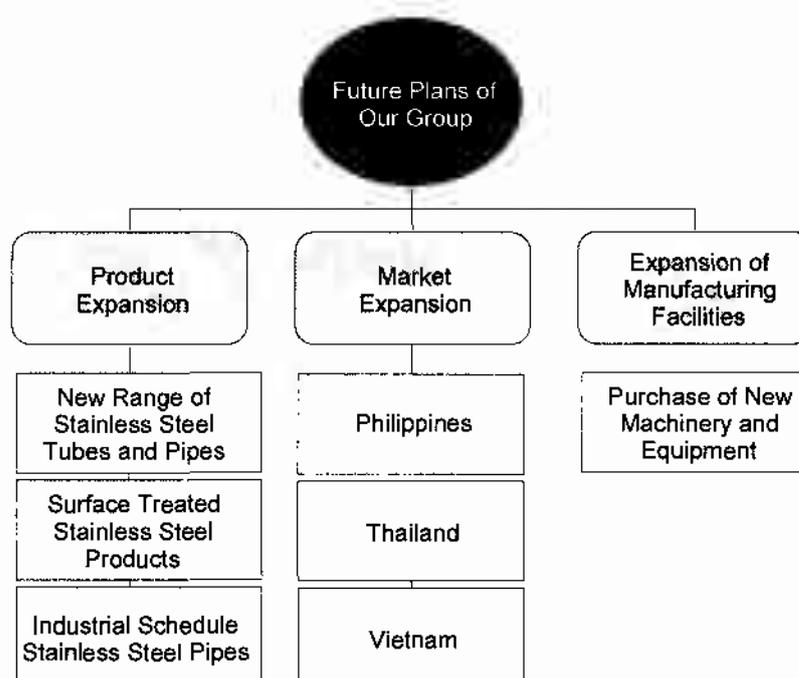 Future Plans of
Our Group
Product
Expansion
Market
Expansion
Expansion of
Manufacturing
Facilities
New Range of
Stainless Steel
Tubes and Pipes
Philippines
Purchase of New
Machinery and
Equipment
Surface Treated
Stainless Steel
Products
Thailand
Industrial Schedule
Stainless Steel Pipes
Vietnam